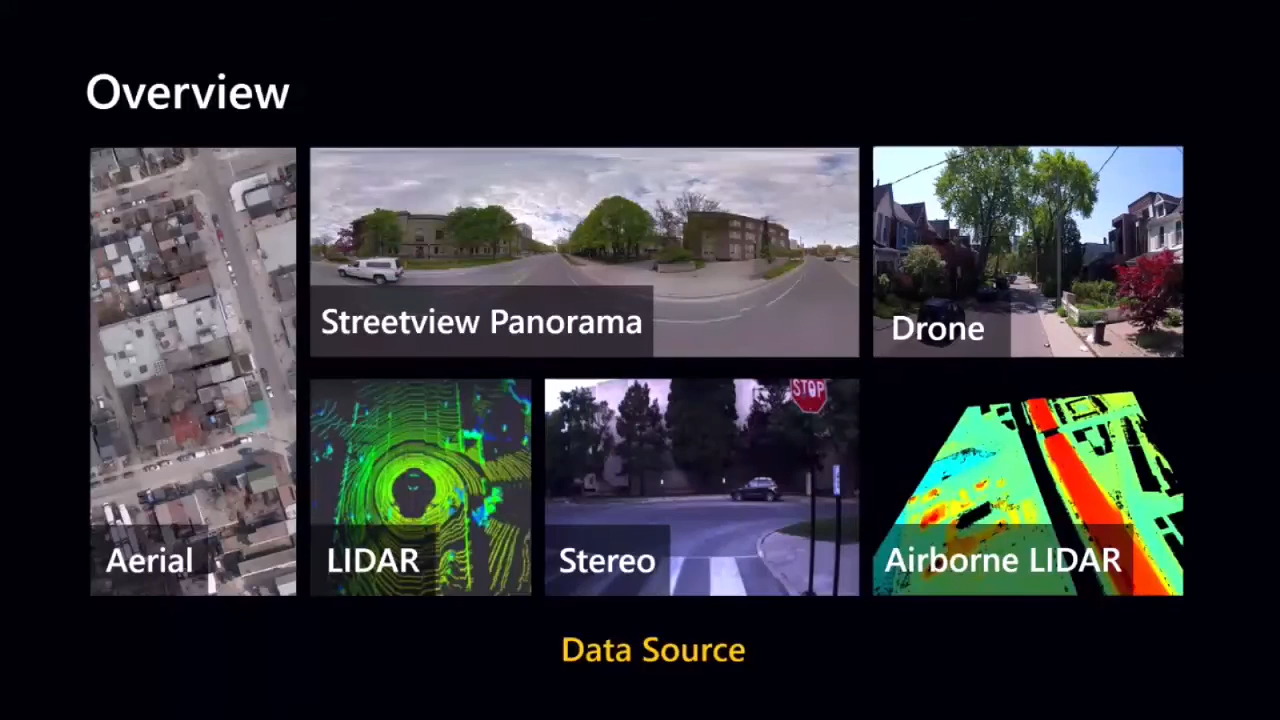 Overview
Streetview Panorama
Drone
STOP
Aerial
LIDAR
Stereo
Airborne LIDAR
Data Source